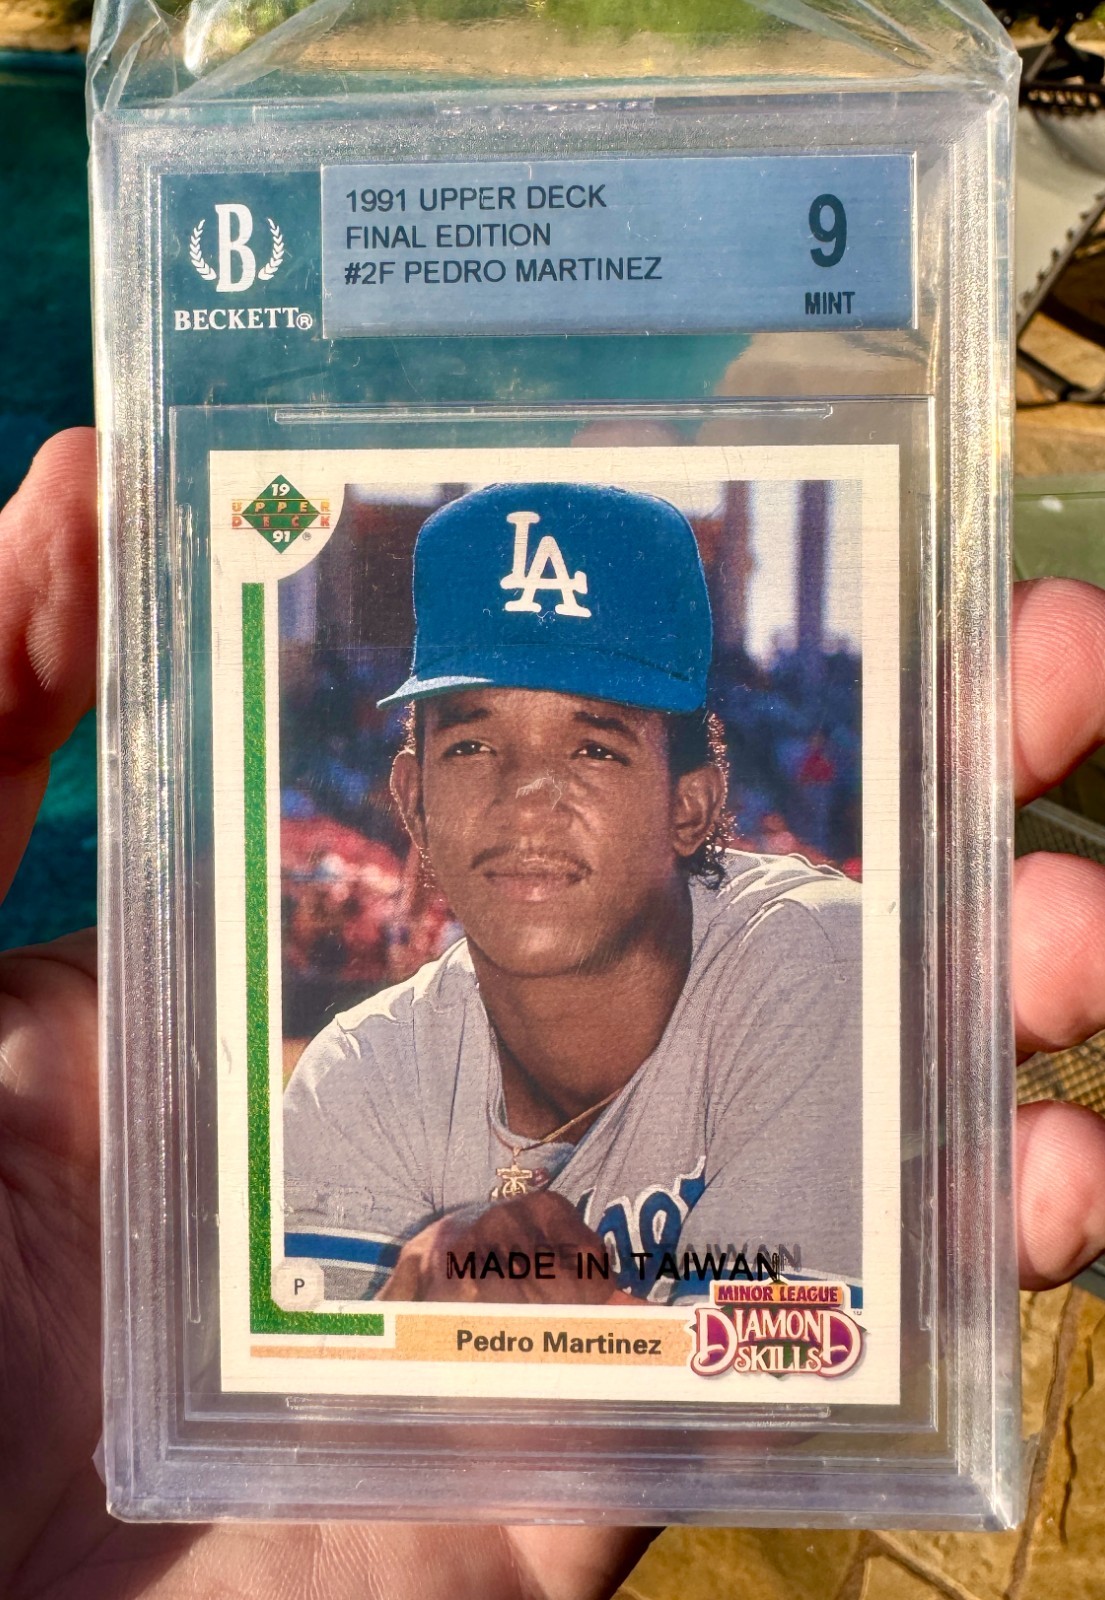 B
BECKETT®
1991 UPPER DECK
FINAL EDITION
#2F PEDRO MARTINEZ
9
MINT
19
UPPER
DECK
91®
LA
MADE IN TAIWAN
P
Pedro Martinez
MINOR LEAGUE
DIAMOND
SKILLS